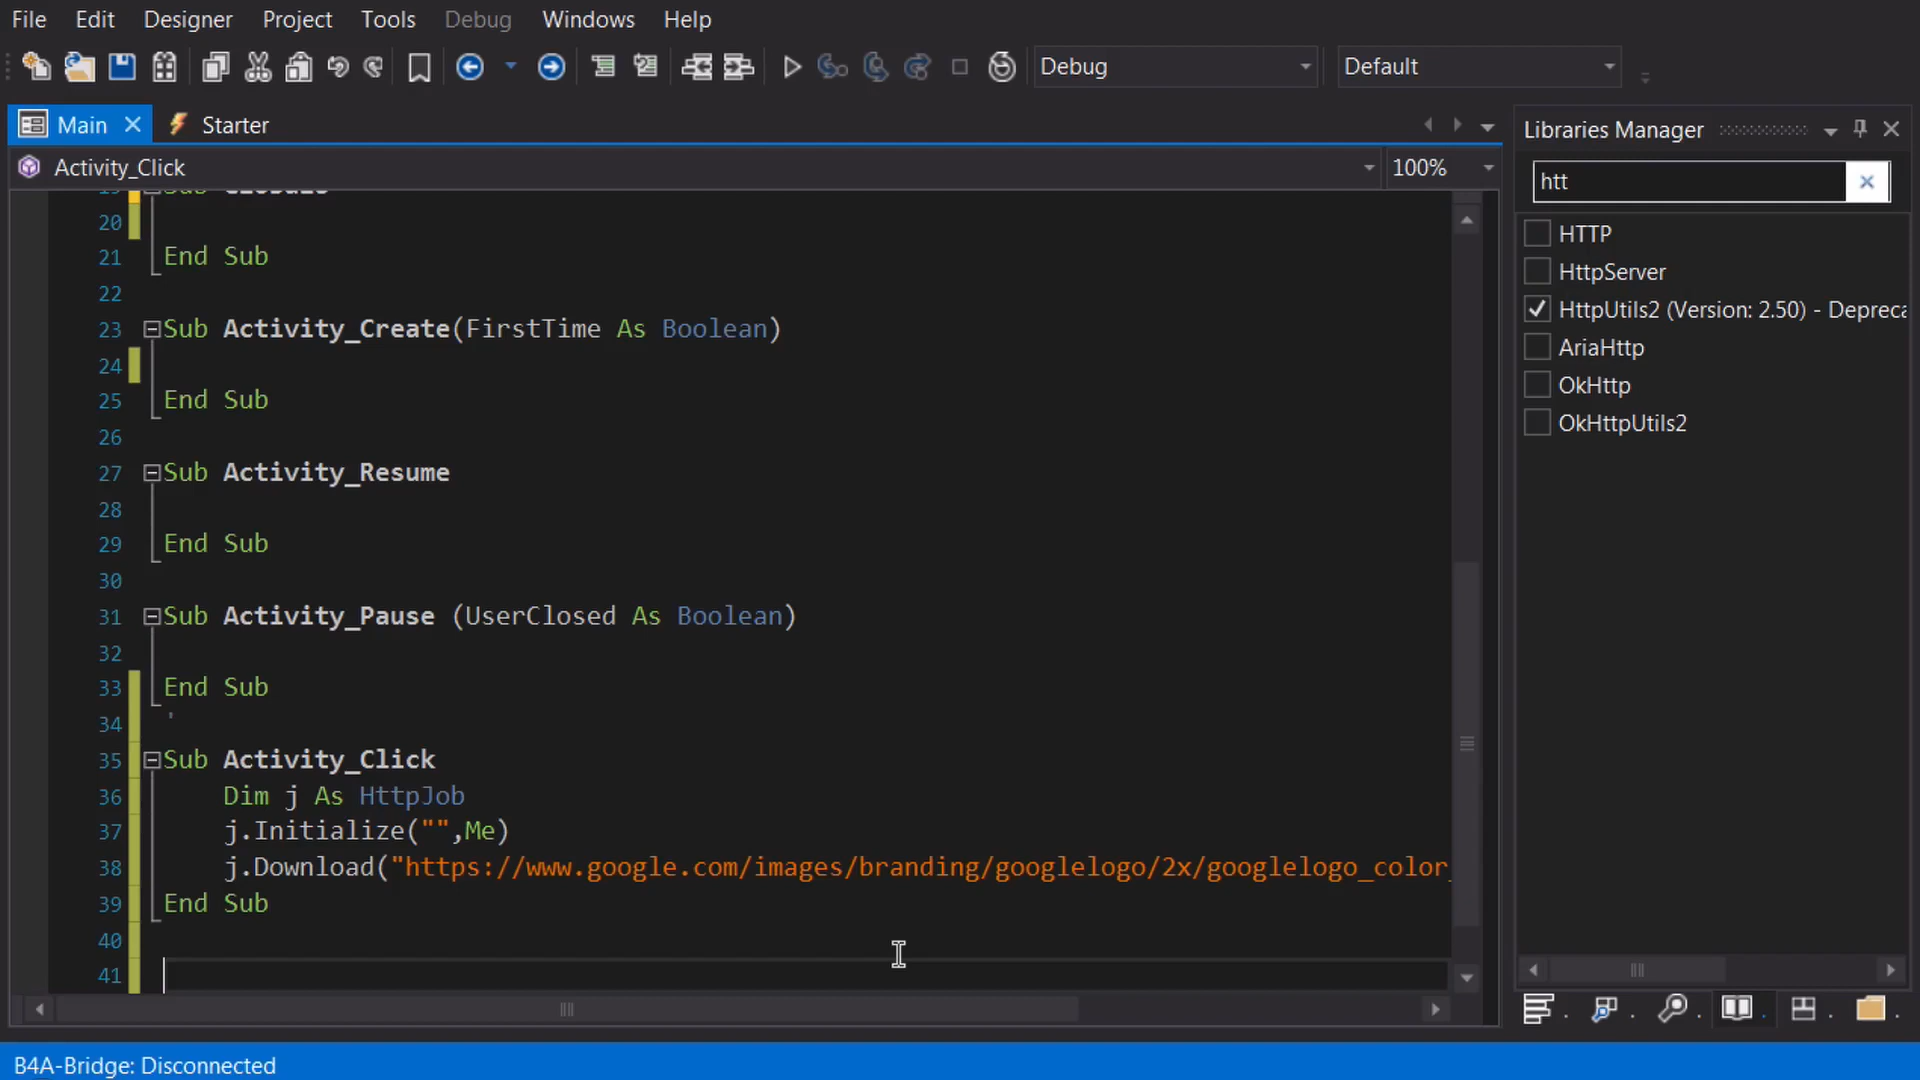 File Edit Designer Project Tools Debug Windows Help
Debug Default
Main Starter
Activity_Click 100%
20
21 End Sub
22
23 Sub Activity_Create(FirstTime As Boolean)
24
25 End Sub
26
27 Sub Activity_Resume
28
29 End Sub
30
31 Sub Activity_Pause (UserClosed As Boolean)
32
33 End Sub
34 '
35 Sub Activity_Click
36 Dim j As HttpJob
37 j.Initialize("",Me)
38 j.Download("https://www.google.com/images/branding/googlelogo/2x/googlelogo_color_
39 End Sub
40
41
Libraries Manager
htt
HTTP
HttpServer
HttpUtils2 (Version: 2.50) - Depreca
AriaHttp
OkHttp
OkHttpUtils2
B4A-Bridge: Disconnected